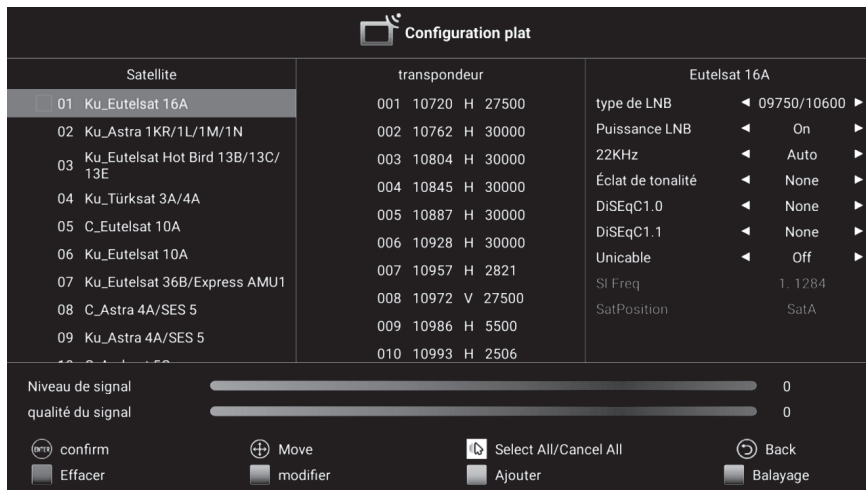 Configuration plat
Satellite
01 Ku_Eutelsat 16A
02 Ku_Astra 1KR/1L/1M/1N
03 Ku_Eutelsat Hot Bird 13B/13C/
13E
04 Ku_Türksat 3A/4A
05 C_Eutelsat 10A
06 Ku_Eutelsat 10A
07 Ku_Eutelsat 36B/Express AMU1
08 C_Astra 4A/SES 5
09 Ku_Astra 4A/SES 5
transpondeur
001 10720 H 27500
002 10762 H 30000
003 10804 H 30000
004 10845 H 30000
005 10887 H 30000
006 10928 H 30000
007 10957 H 2821
008 10972 V 27500
009 10986 H 5500
010 10993 H 2506
Eutelsat 16A
type de LNB 09750/10600
Puissance LNB On
22KHz Auto
Éclat de tonalité None
DiSEqC1.0 None
DiSEqC1.1 None
Unicable Off
SI Freq 1. 1284
SatPosition SatA
Niveau de signal 0
qualité du signal 0
ENTER confirm Move Select All/Cancel All Back
Effacer modifier Ajouter Balayage